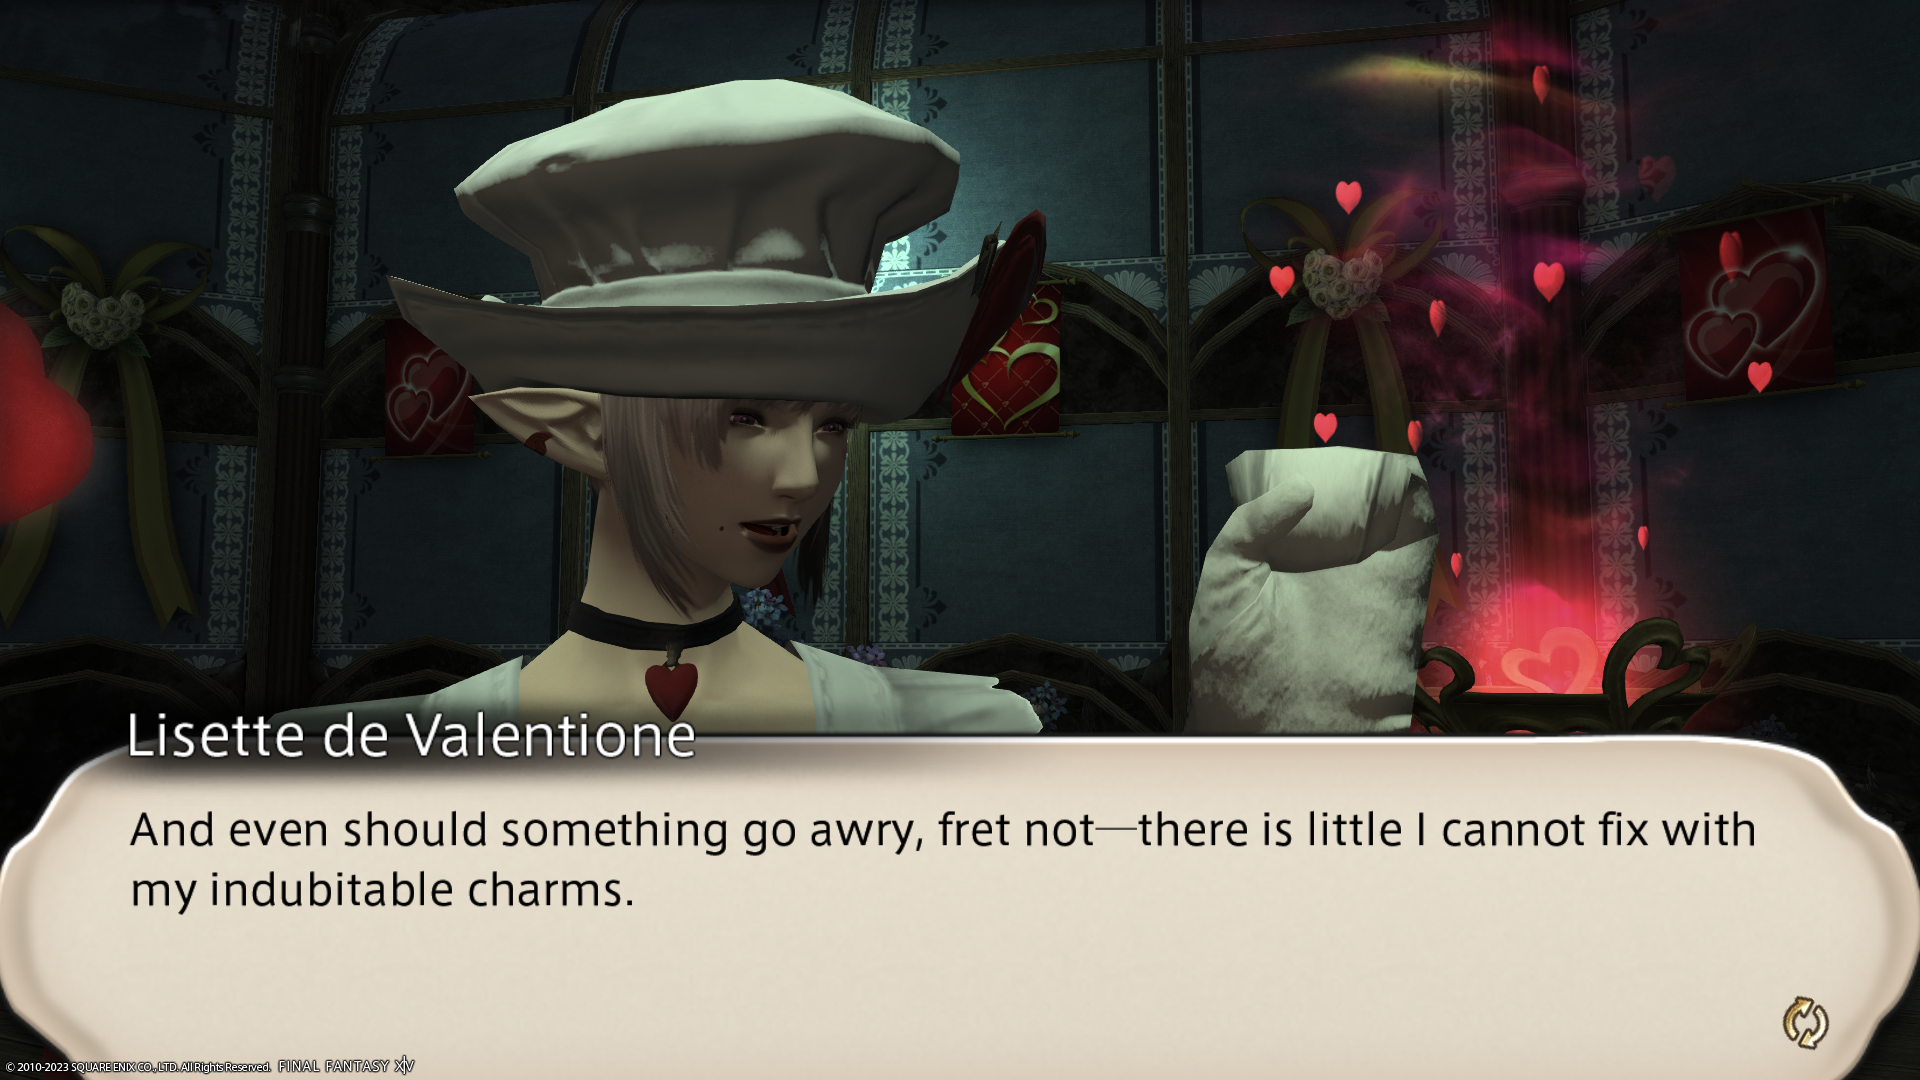 Lisette de Valentione
And even should something go awry, fret not—there is little I cannot fix with
my indubitable charms.
© 2010-2023 SQUARE ENIX CO., LTD. All Rights Reserved. FINAL FANTASY XIV